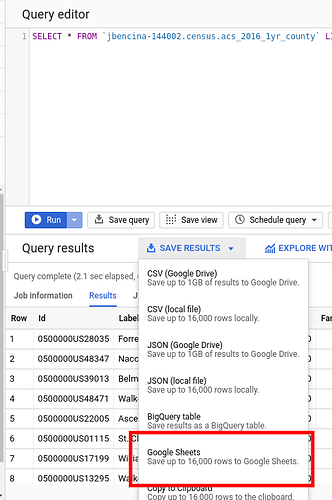 Query editor
1 SELECT * FROM `jbencina-144002.census.acs_2016_1yr_county` LI
Run Save query Save view Schedule query
Query results SAVE RESULTS EXPLORE WIT
Query complete (2.1 sec elapsed,
Job information Results J
Row Id Label Fam
1 0500000US28035 Forre
2 0500000US48347 Naco
3 0500000US39013 Belm
4 0500000US48471 Walk
5 0500000US22005 Asce
6 0500000US01115 St. Cl
7 0500000US17199 Willia
8 0500000US13295 Walke
CSV (Google Drive)
Save up to 1GB of results to Google Drive.
CSV (local file)
Save up to 16,000 rows locally.
JSON (Google Drive)
Save up to 1GB of results to Google Drive.
JSON (local file)
Save up to 16,000 rows locally.
BigQuery table
Save results as a BigQuery table.
Google Sheets
Save up to 16,000 rows to Google Sheets.
Copy to Clipboard
Copy up to 16,000 rows to the clipboard.